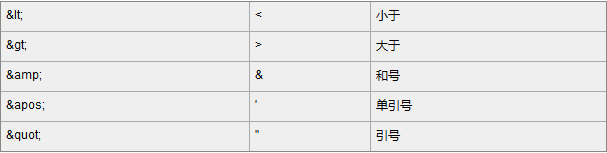 &lt; < 小于
&gt; > 大于
&amp; & 和号
&apos; ' 单引号
&quot; " 引号